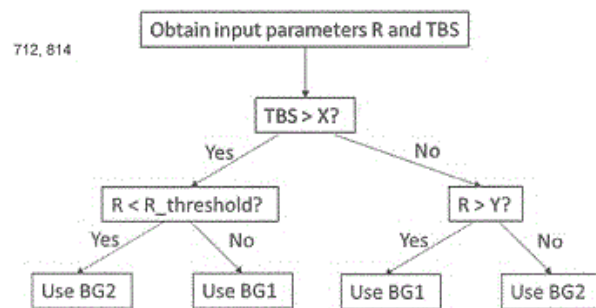 Obtain input parameters R and TBS
712, 814
TBS > X?
Yes
No
R < R_threshold?
R > Y?
Yes
No
Yes
No
Use BG2
Use BG1
Use BG1
Use BG2